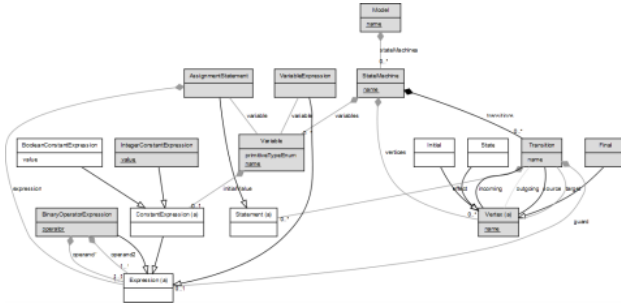 Model
name
stateMachines
0..*
AssignmentStatement
VariableExpression
StateMachine
name
variable
variable
variables
transitions
0..*
BooleanConstantExpression
value
IntegerConstantExpression
value
Variable
primitiveTypeEnum
name
vertices
Initial
State
Transition
name
Final
expression
initialValue
effect
incoming
outgoing
source
target
BinaryOperatorExpression
operator
ConstantExpression (a)
Statement (a)
0..*
Vertex (a)
name
guard
operand1
operand2
Expression (a)
0..1